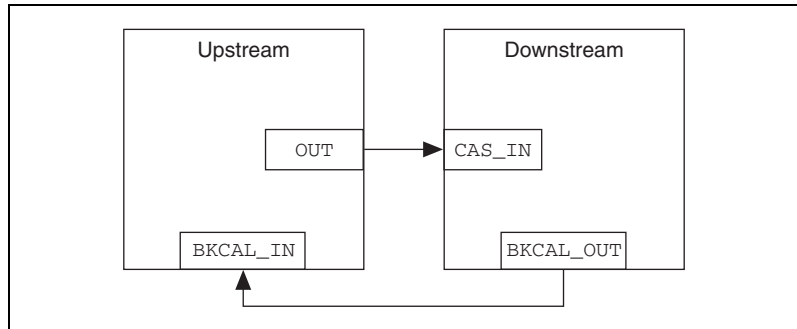 Upstream
Downstream
OUT
CAS_IN
BKCAL_IN
BKCAL_OUT